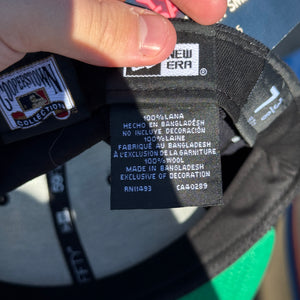 NEW ERA®
COOPERSTOWN
COLLECTION
100% LANA
HECHO EN BANGLADESH
NO INCLUYE DECORACIÓN
100% LAINE
FABRIQUÉ AU BANGLADESH
À L'EXCLUSION DE LA GARNITURE
100% WOOL
MADE IN BANGLADESH
EXCLUSIVE OF DECORATION
RN11493 CA40289